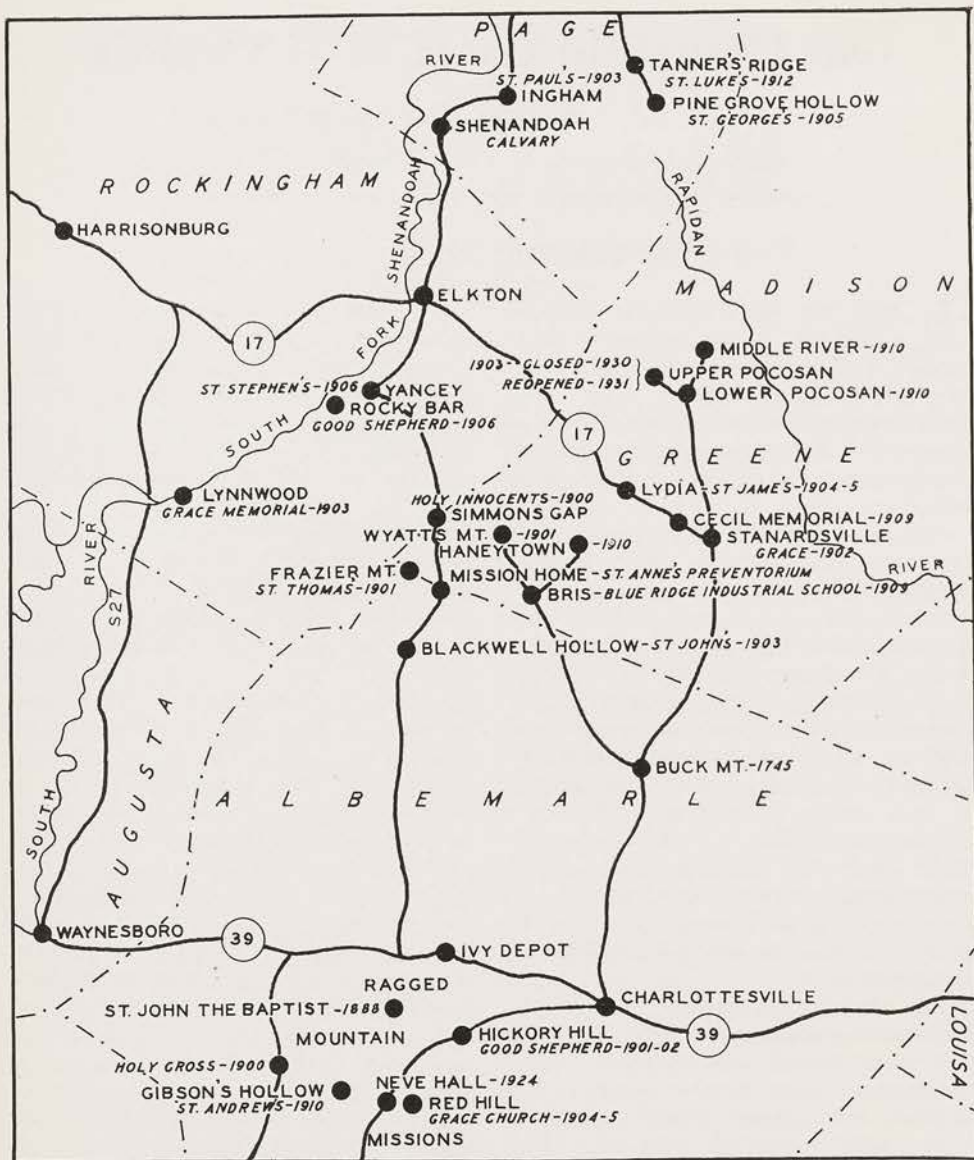 PAGE
RIVER
TANNER'S RIDGE
ST. LUKE'S-1912
ST. PAUL'S-1903
INGHAM
PINE GROVE HOLLOW
ST. GEORGE'S-1905
SHENANDOAH
CALVARY
ROCKINGHAM
RAPIDAN
HARRISONBURG
SHENANDOAH
MADISON
ELKTON
17
FORK
MIDDLE RIVER-1910
1903--CLOSED-1930
REOPENED-1931
UPPER POCOSAN
ST STEPHEN'S-1906
YANCEY
LOWER POCOSAN-1910
ROCKY BAR
GOOD SHEPHERD-1906
SOUTH
17
GREENE
LYNNWOOD
GRACE MEMORIAL-1903
LYDIA-ST JAME'S-1904-5
HOLY INNOCENTS-1900
SIMMONS GAP
CECIL MEMORIAL-1909
WYATT'S MT. -1901
STANARDSVILLE
GRACE-1902
HANEYTOWN -1910
RIVER
RIVER
FRAZIER MT.
ST. THOMAS'-1901
MISSION HOME-ST. ANNE'S PREVENTORIUM
BRIS-BLUE RIDGE INDUSTRIAL SCHOOL-1909
S27
BLACKWELL HOLLOW-ST JOHN'S-1903
AUGUSTA
BUCK MT.-1745
ALBEMARLE
SOUTH
RIVER
WAYNESBORO
39
IVY DEPOT
RAGGED
CHARLOTTESVILLE
ST. JOHN THE BAPTIST-1888
MOUNTAIN
HICKORY HILL
GOOD SHEPHERD-1901-02
39
LOUISA
HOLY CROSS-1900
GIBSON'S HOLLOW
ST. ANDREWS-1910
NEVE HALL-1924
RED HILL
GRACE CHURCH-1904-5
MISSIONS